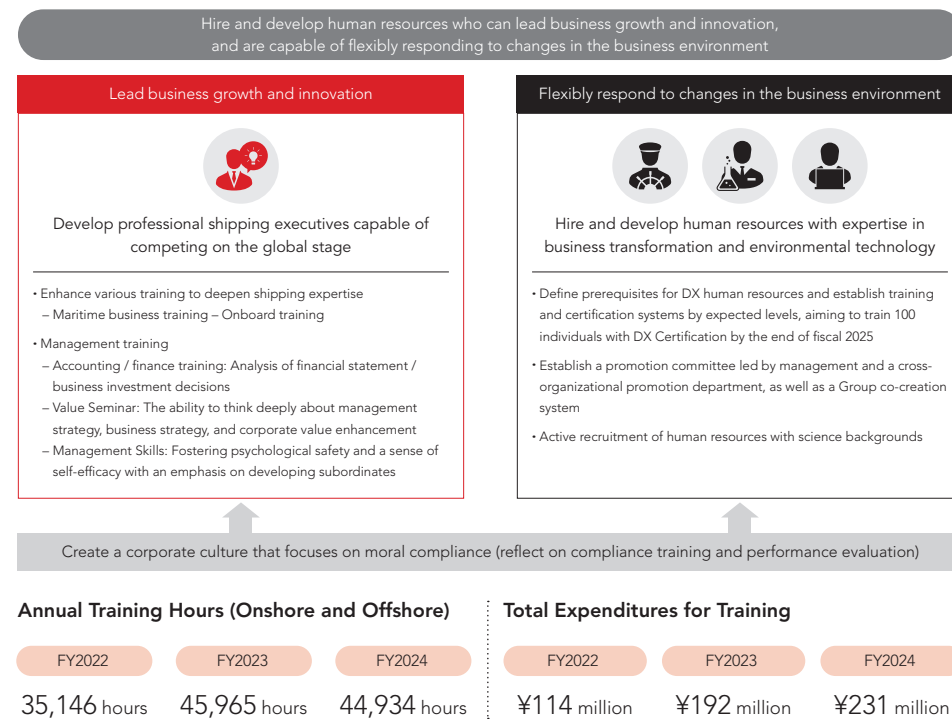 Hire and develop human resources who can lead business growth and innovation,
and are capable of flexibly responding to changes in the business environment
Lead business growth and innovation
Develop professional shipping executives capable of
competing on the global stage
• Enhance various training to deepen shipping expertise
– Maritime business training – Onboard training
• Management training
– Accounting / finance training: Analysis of financial statement /
business investment decisions
– Value Seminar: The ability to think deeply about management
strategy, business strategy, and corporate value enhancement
– Management Skills: Fostering psychological safety and a sense of
self-efficacy with an emphasis on developing subordinates
Flexibly respond to changes in the business environment
Hire and develop human resources with expertise in
business transformation and environmental technology
• Define prerequisites for DX human resources and establish training
and certification systems by expected levels, aiming to train 100
individuals with DX Certification by the end of fiscal 2025
• Establish a promotion committee led by management and a cross-
organizational promotion department, as well as a Group co-creation
system
• Active recruitment of human resources with science backgrounds
Create a corporate culture that focuses on moral compliance (reflect on compliance training and performance evaluation)
Annual Training Hours (Onshore and Offshore)
FY2022 FY2023 FY2024
35,146 hours 45,965 hours 44,934 hours
Total Expenditures for Training
FY2022 FY2023 FY2024
¥114 million ¥192 million ¥231 million